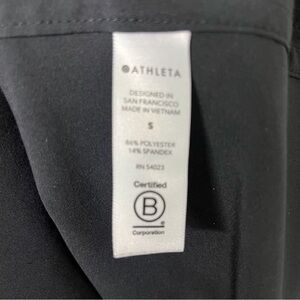 ATHLETA
DESIGNED IN
SAN FRANCISCO
MADE IN VIETNAM
S
86% POLYESTER
14% SPANDEX
RN 54023
Certified
B
Corporation